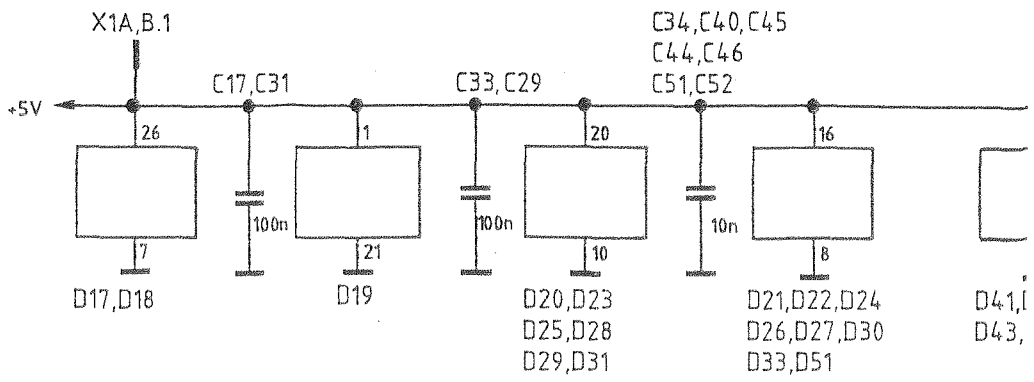 X1A,B.1
C34,C40,C45
C44,C46
C51,C52
C17,C31
C33,C29
+5V
26
1
20
16
100n
100n
10n
7
21
10
8
D17,D18
D19
D20,D23
D25,D28
D29,D31
D21,D22,D24
D26,D27,D30
D33,D51
D41,
D43,